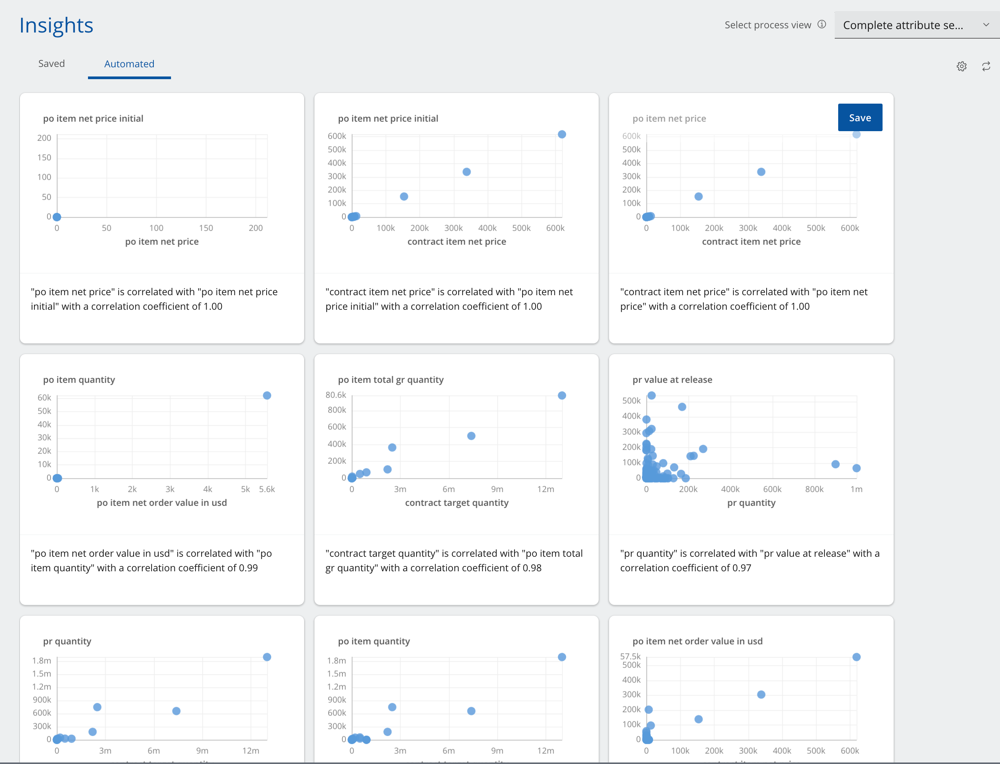 Insights
Select process view
Complete attribute se...
Saved
Automated
po item net price initial
200
150
100
50
0
0 50 100 150 200
po item net price
"po item net price" is correlated with "po item net price
initial" with a correlation coefficient of 1.00
po item net price initial
600k
500k
400k
300k
200k
100k
0
0 100k 200k 300k 400k 500k 600k
contract item net price
"contract item net price" is correlated with "po item net
price initial" with a correlation coefficient of 1.00
po item net price
Save
600k
500k
400k
300k
200k
100k
0
0 100k 200k 300k 400k 500k 600k
contract item net price
"contract item net price" is correlated with "po item net
price" with a correlation coefficient of 1.00
po item quantity
60k
50k
40k
30k
20k
10k
0
0 1k 2k 3k 4k 5k 5.6k
po item net order value in usd
"po item net order value in usd" is correlated with "po
item quantity" with a correlation coefficient of 0.99
po item total gr quantity
80.6k
800k
600k
400k
200k
0
0 3m 6m 9m 12m
contract target quantity
"contract target quantity" is correlated with "po item total
gr quantity" with a correlation coefficient of 0.98
pr value at release
500k
400k
300k
200k
100k
0
0 200k 400k 600k 800k 1m
pr quantity
"pr quantity" is correlated with "pr value at release" with a
correlation coefficient of 0.97
pr quantity
1.8m
1.5m
1.2m
900k
600k
300k
0
0 3m 6m 9m 12m
po item quantity
1.8m
1.5m
1.2m
900k
600k
300k
0
0 3m 6m 9m 12m
po item net order value in usd
57.5k
500k
400k
300k
200k
100k
0
0 100k 200k 300k 400k 500k 600k